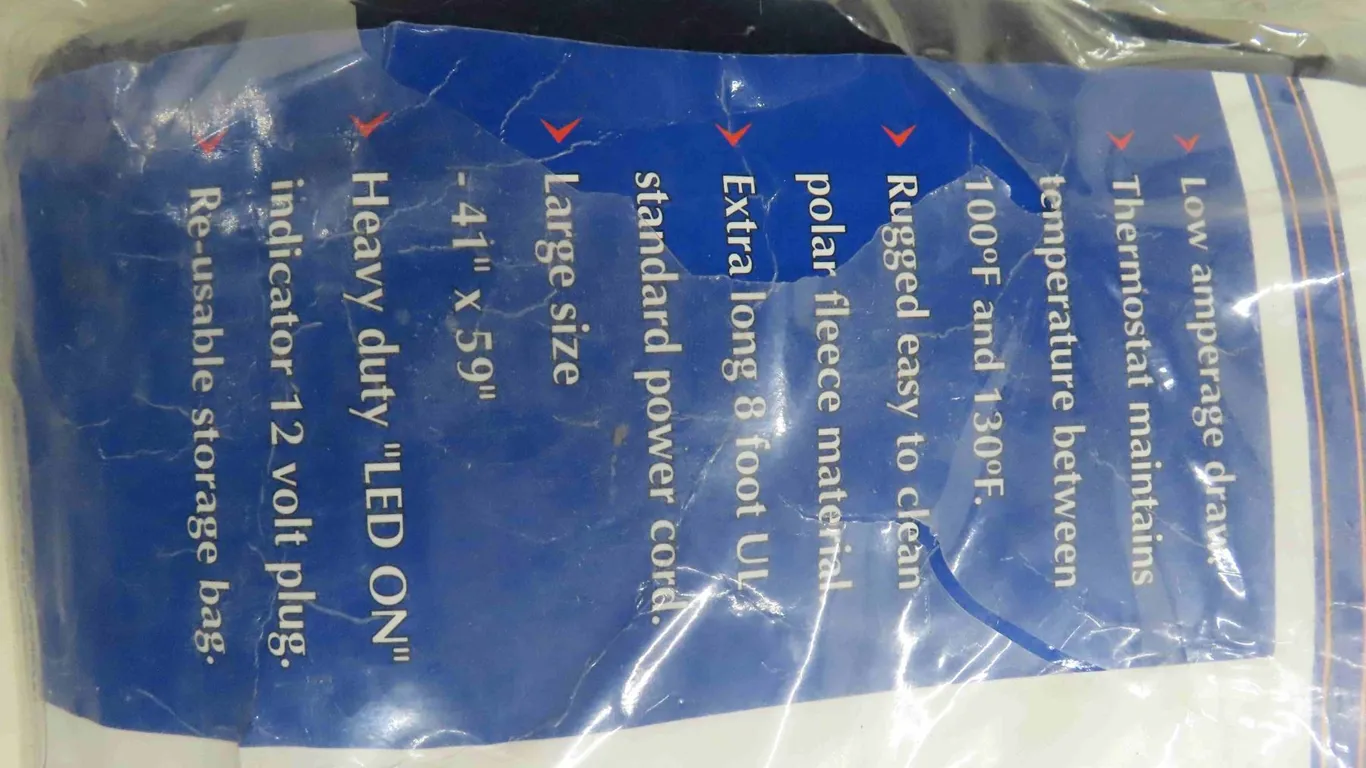 Low amperage draw,
Thermostat maintains
temperature between
100ºF and 130ºF.
Rugged easy to clean
polar fleece material
Extra long 8 foot UL
standard power cord.
Large size
- 41" x 59"
Heavy duty "LED ON"
indicator 12 volt plug.
Re-usable storage bag.